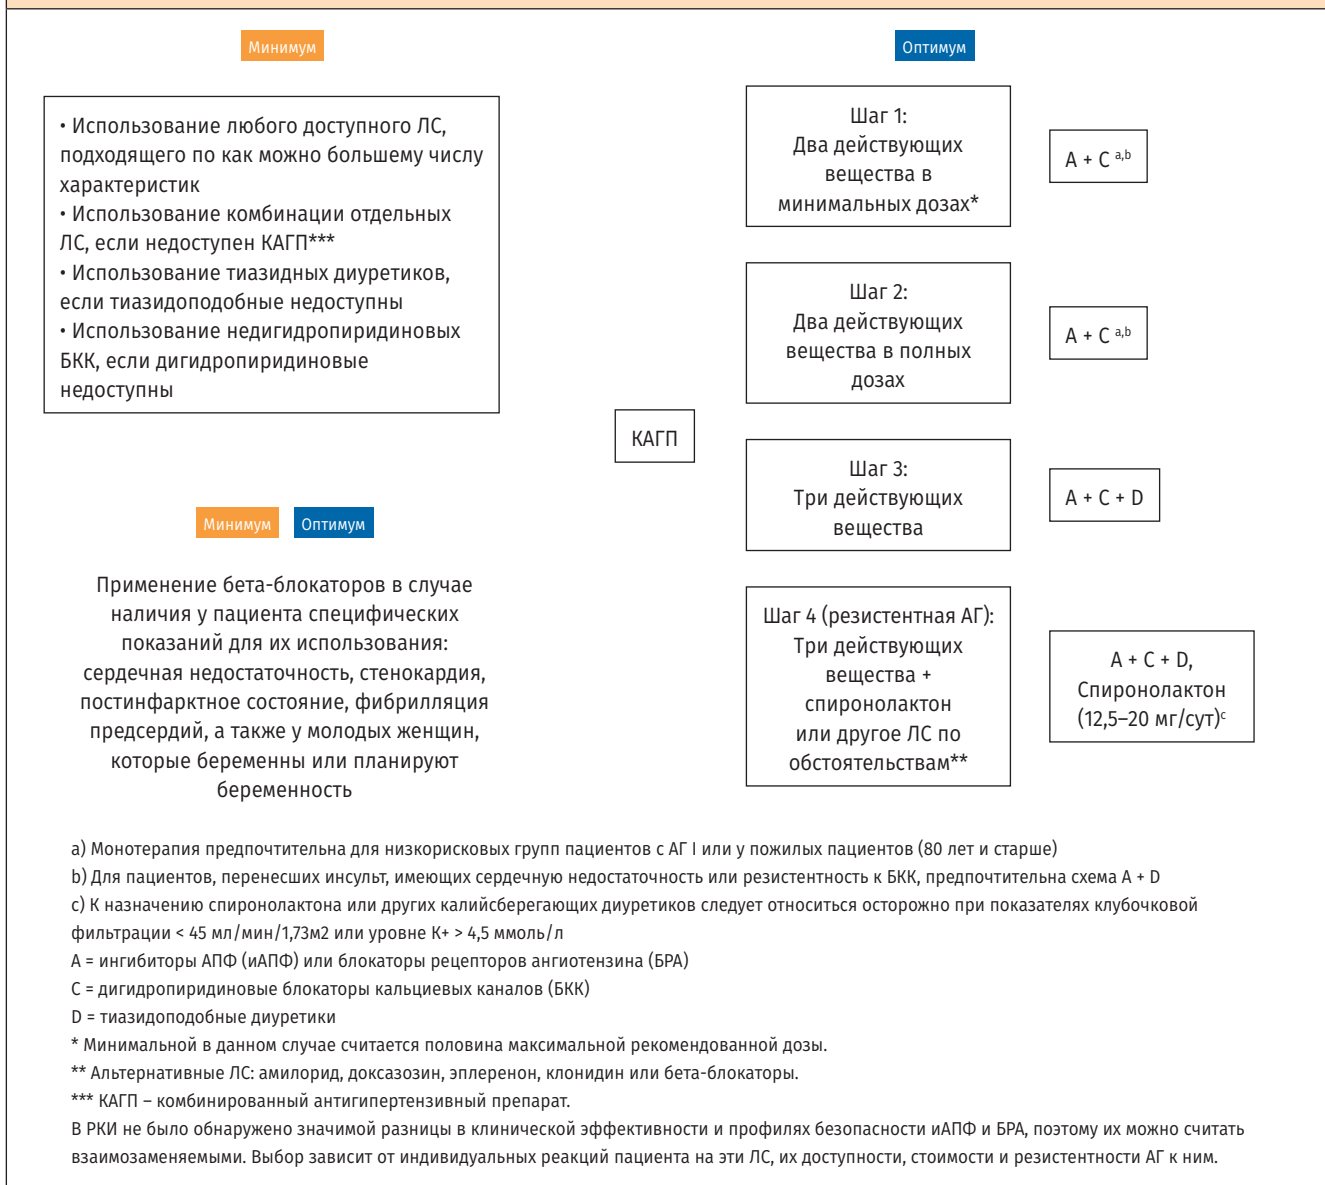 Минимум
• Использование любого доступного ЛС,
подходящего по как можно большему числу
характеристик
• Использование комбинации отдельных
ЛС, если недоступен КАГП***
• Использование тиазидных диуретиков,
если тиазидоподобные недоступны
• Использование недигидропиридиновых
БКК, если дигидропиридиновые
недоступны
Минимум Оптимум
Применение бета-блокаторов в случае
наличия у пациента специфических
показаний для их использования:
сердечная недостаточность, стенокардия,
постинфарктное состояние, фибрилляция
предсердий, а также у молодых женщин,
которые беременны или планируют
беременность
Оптимум
КАГП
Шаг 1:
Два действующих
вещества в
минимальных дозах*
A + C a,b
Шаг 2:
Два действующих
вещества в полных
дозах
A + C a,b
Шаг 3:
Три действующих
вещества
A + C + D
Шаг 4 (резистентная АГ):
Три действующих
вещества +
спиронолактон
или другое ЛС по
обстоятельствам**
A + C + D,
Спиронолактон
(12,5–20 мг/сут)c
a) Монотерапия предпочтительна для низкорисковых групп пациентов с АГ I или у пожилых пациентов (80 лет и старше)
b) Для пациентов, перенесших инсульт, имеющих сердечную недостаточность или резистентность к БКК, предпочтительна схема A + D
c) К назначению спиронолактона или других калийсберегающих диуретиков следует относиться осторожно при показателях клубочковой
фильтрации < 45 мл/мин/1,73м2 или уровне К+ > 4,5 ммоль/л
A = ингибиторы АПФ (иАПФ) или блокаторы рецепторов ангиотензина (БРА)
C = дигидропиридиновые блокаторы кальциевых каналов (БКК)
D = тиазидоподобные диуретики
* Минимальной в данном случае считается половина максимальной рекомендованной дозы.
** Альтернативные ЛС: амилорид, доксазозин, эплеренон, клонидин или бета-блокаторы.
*** КАГП – комбинированный антигипертензивный препарат.
В РКИ не было обнаружено значимой разницы в клинической эффективности и профилях безопасности иАПФ и БРА, поэтому их можно считать
взаимозаменяемыми. Выбор зависит от индивидуальных реакций пациента на эти ЛС, их доступности, стоимости и резистентности АГ к ним.